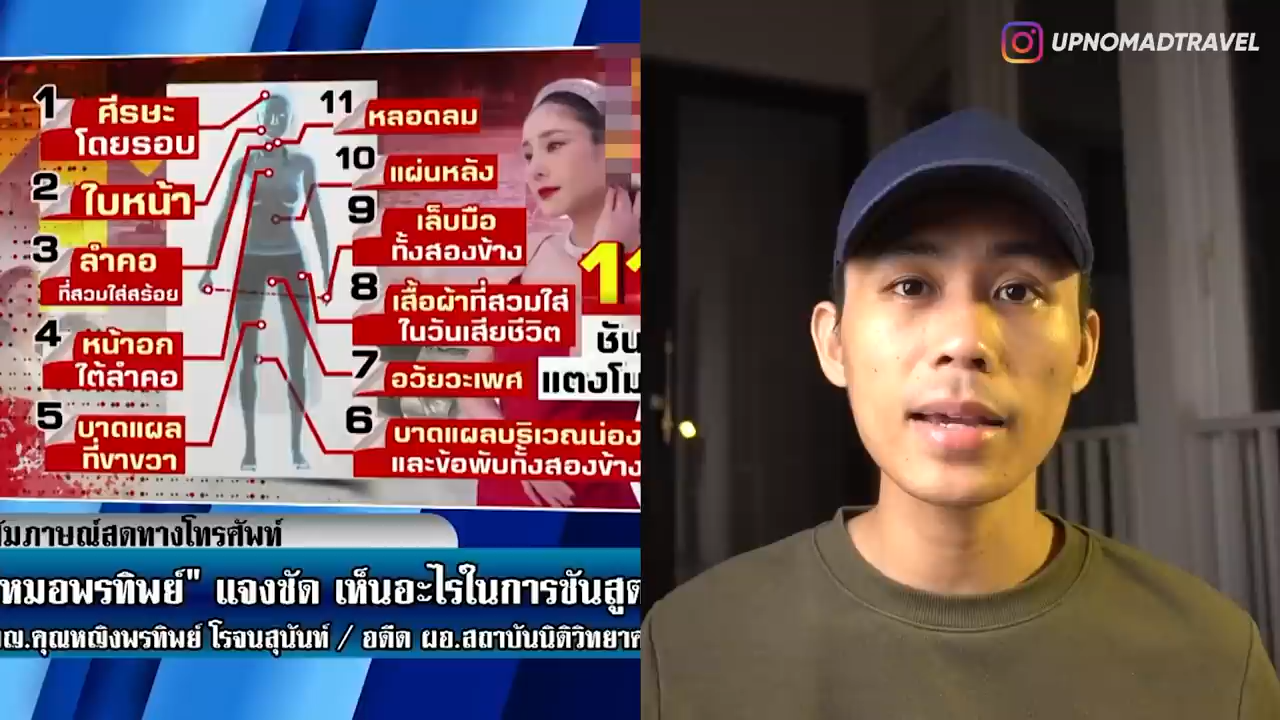 UPNOMADTRAVEL
1 ศีรษะ
โดยรอบ
2 ใบหน้า
3 ลำคอ
ที่สวมใส่สร้อย
4 หน้าอก
ใต้ลำคอ
5 บาดแผล
ที่ขาขวา
11 หลอดลม
10 แผ่นหลัง
9 เล็บมือ
ทั้งสองข้าง
8 เสื้อผ้าที่สวมใส่
ในวันเสียชีวิต
7 อวัยวะเพศ
6 บาดแผลบริเวณน่อง
และข้อพับทั้งสองข้าง
11
ชัน
แตงโม
สัมภาษณ์สดทางโทรศัพท์
หมอพรทิพย์" แจงชัด เห็นอะไรในการชันสูต
พญ.คุณหญิงพรทิพย์ โรจนสุนันท์ / อดีต ผอ.สถาบันนิติวิทยาศ